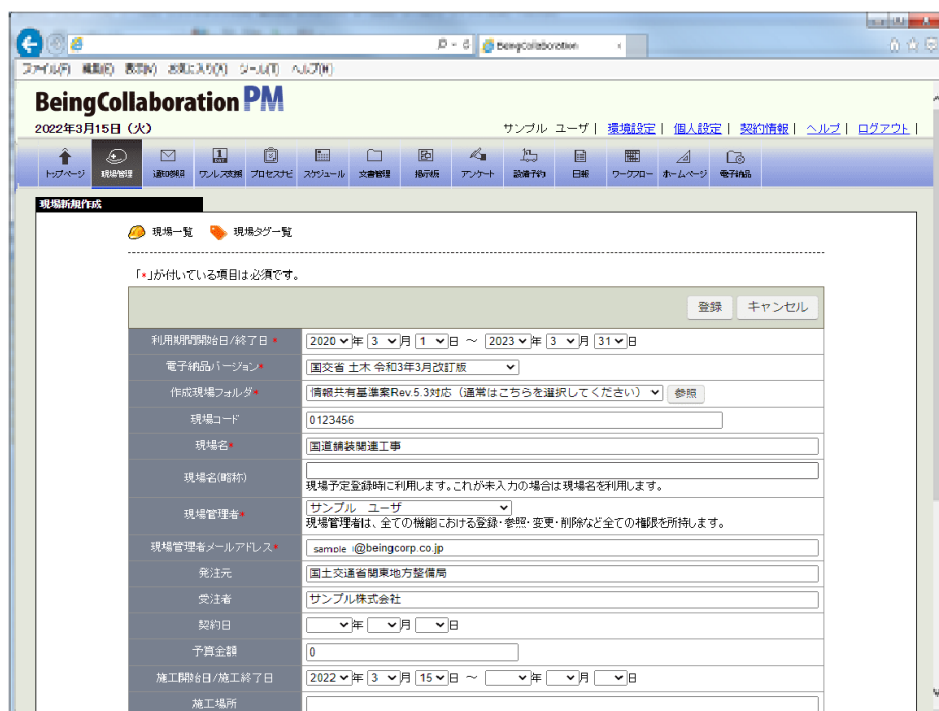 BeingCollaboration
ファイル(F) 編集(E) 表示(V) お気に入り(A) ツール(T) ヘルプ(H)
BeingCollaboration PM
2022年3月15日（火） サンプル ユーザ | 環境設定 | 個人設定 | 契約情報 | ヘルプ | ログアウト |
トップページ 現場管理 通知確認 ワンレス支援 プロセスナビ スケジュール 文書管理 掲示板 アンケート 設備予約 日報 ワークフロー ホームページ 電子納品
現場新規作成
現場一覧 現場タグ一覧
「*」が付いている項目は必須です。
登録 キャンセル
利用期間開始日/終了日* 2020年 3月 1日 ～ 2023年 3月 31日
電子納品バージョン* 国交省 土木 令和3年3月改訂版
作成現場フォルダ* 情報共有基準案Rev.5.3対応（通常はこちらを選択してください） 参照
現場コード 0123456
現場名* 国道舗装関連工事
現場名(略称)
現場予定登録時に利用します。これが未入力の場合は現場名を利用します。
現場管理者* サンプル ユーザ
現場管理者は、全ての機能における登録・参照・変更・削除など全ての権限を所持します。
現場管理者メールアドレス* sample @beingcorp.co.jp
発注元 国土交通省関東地方整備局
受注者 サンプル株式会社
契約日 年 月 日
予算金額 0
施工開始日/施工終了日 2022年 3月 15日 ～ 年 月 日
施工場所